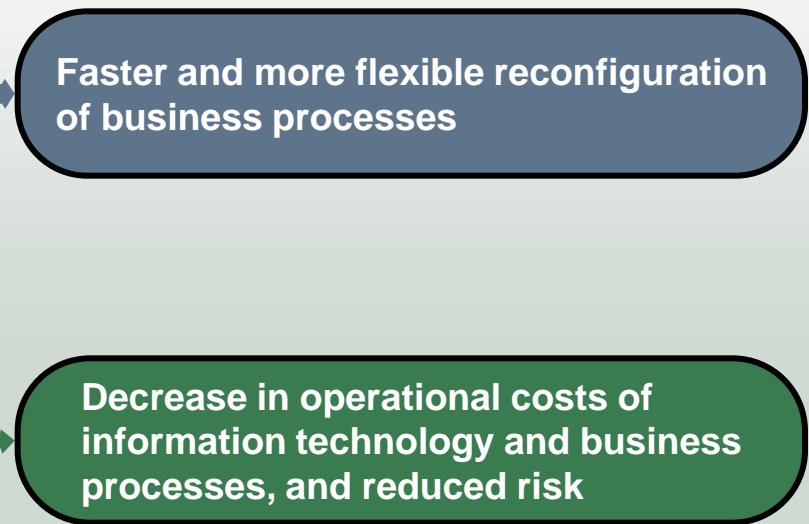 Faster and more flexible reconfiguration
of business processes
Decrease in operational costs of
information technology and business
processes, and reduced risk